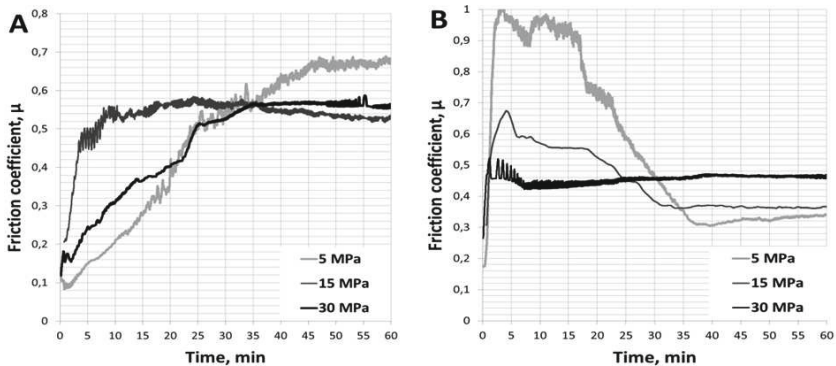 A
Friction coefficient, μ
0,8
0,7
0,6
0,5
0,4
0,3
0,2
0,1
0
0 5 10 15 20 25 30 35 40 45 50 55 60
Time, min
5 MPa
15 MPa
30 MPa
B
Friction coefficient, μ
1
0,9
0,8
0,7
0,6
0,5
0,4
0,3
0,2
0,1
0
0 5 10 15 20 25 30 35 40 45 50 55 60
Time, min
5 MPa
15 MPa
30 MPa